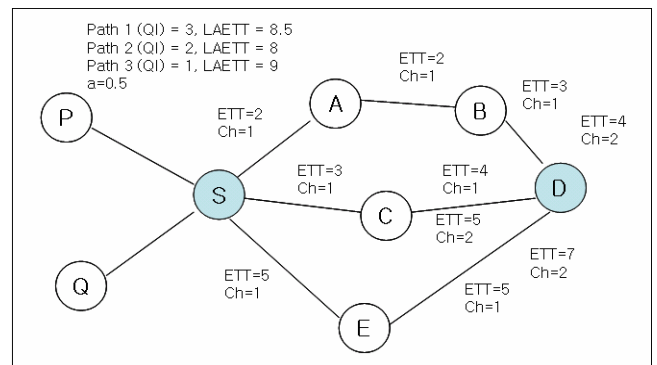 Path 1 (QI) = 3, LAETT = 8.5
Path 2 (QI) = 2, LAETT = 8
Path 3 (QI) = 1, LAETT = 9
a=0.5
ETT=2
Ch=1
A
B
ETT=3
Ch=1
ETT=4
Ch=2
P
ETT=2
Ch=1
S
ETT=3
Ch=1
ETT=4
Ch=1
D
C
ETT=5
Ch=2
Q
ETT=5
Ch=1
ETT=7
Ch=2
ETT=5
Ch=1
E